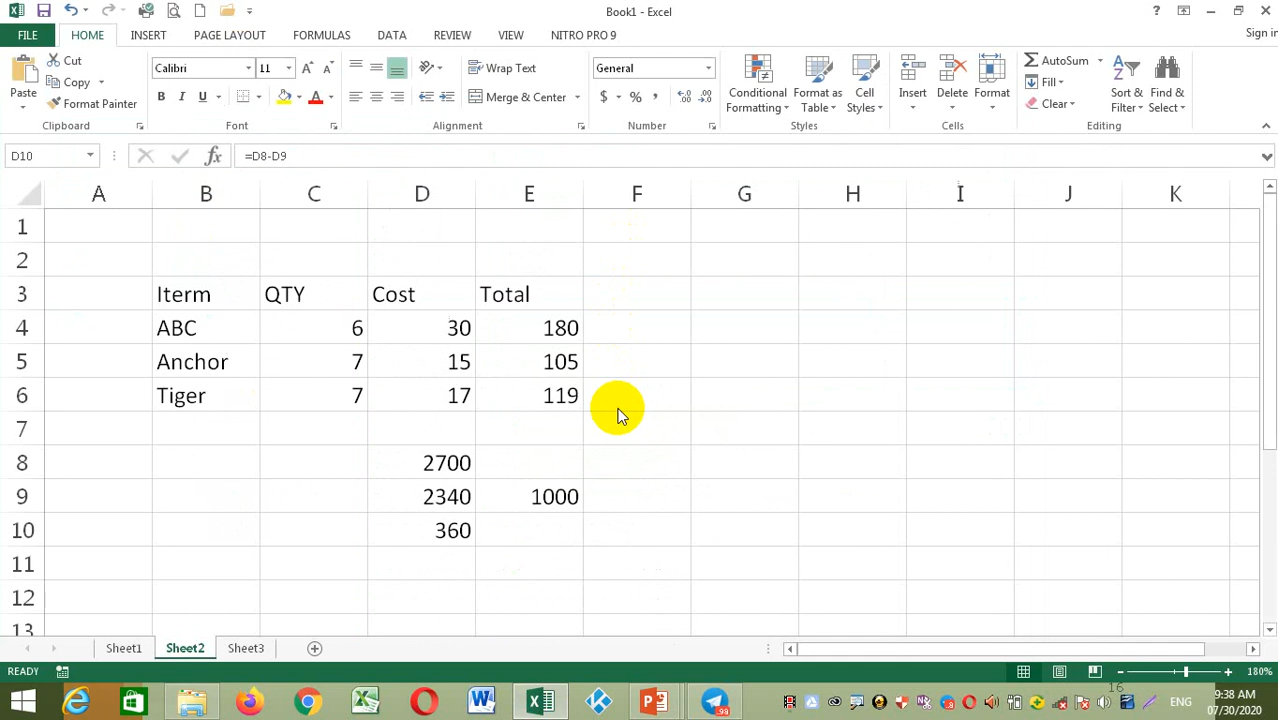 Book1 - Excel
?
Sign in
FILE
HOME
INSERT
PAGE LAYOUT
FORMULAS
DATA
REVIEW
VIEW
NITRO PRO 9
Paste
Cut
Copy
Format Painter
Clipboard
Calibri
11
B I U
Font
Wrap Text
Merge & Center
Alignment
General
$ % ,
Number
Conditional Formatting
Format as Table
Cell Styles
Styles
Insert
Delete
Format
Cells
AutoSum
Fill
Clear
Sort & Filter
Find & Select
Editing
D10
=D8-D9
A B C D E F G H I J K
1
2
3 Iterm QTY Cost Total
4 ABC 6 30 180
5 Anchor 7 15 105
6 Tiger 7 17 119
7
8 2700
9 2340 1000
10 360
11
12
13
Sheet1 Sheet2 Sheet3
READY
180%
16
98
ENG
9:38 AM
07/30/2020